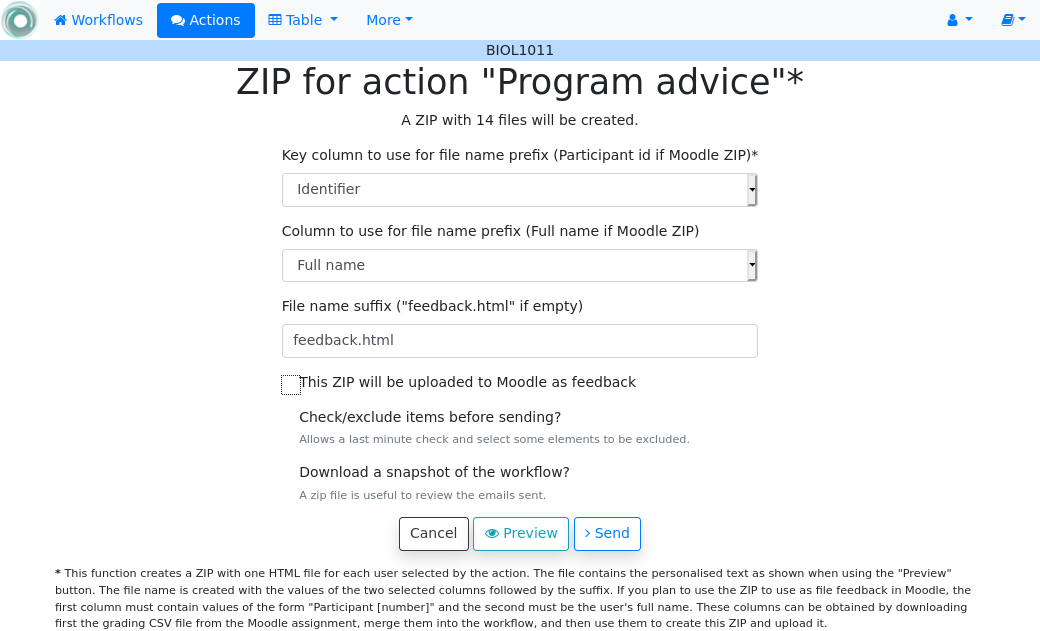 Workflows Actions Table More
BIOL1011
ZIP for action "Program advice"*
A ZIP with 14 files will be created.
Key column to use for file name prefix (Participant id if Moodle ZIP)*
Identifier
Column to use for file name prefix (Full name if Moodle ZIP)
Full name
File name suffix ("feedback.html" if empty)
feedback.html
This ZIP will be uploaded to Moodle as feedback
Check/exclude items before sending?
Allows a last minute check and select some elements to be excluded.
Download a snapshot of the workflow?
A zip file is useful to review the emails sent.
Cancel Preview Send
* This function creates a ZIP with one HTML file for each user selected by the action. The file contains the personalised text as shown when using the "Preview"
button. The file name is created with the values of the two selected columns followed by the suffix. If you plan to use the ZIP to use as file feedback in Moodle, the
first column must contain values of the form "Participant [number]" and the second must be the user's full name. These columns can be obtained by downloading
first the grading CSV file from the Moodle assignment, merge them into the workflow, and then use them to create this ZIP and upload it.